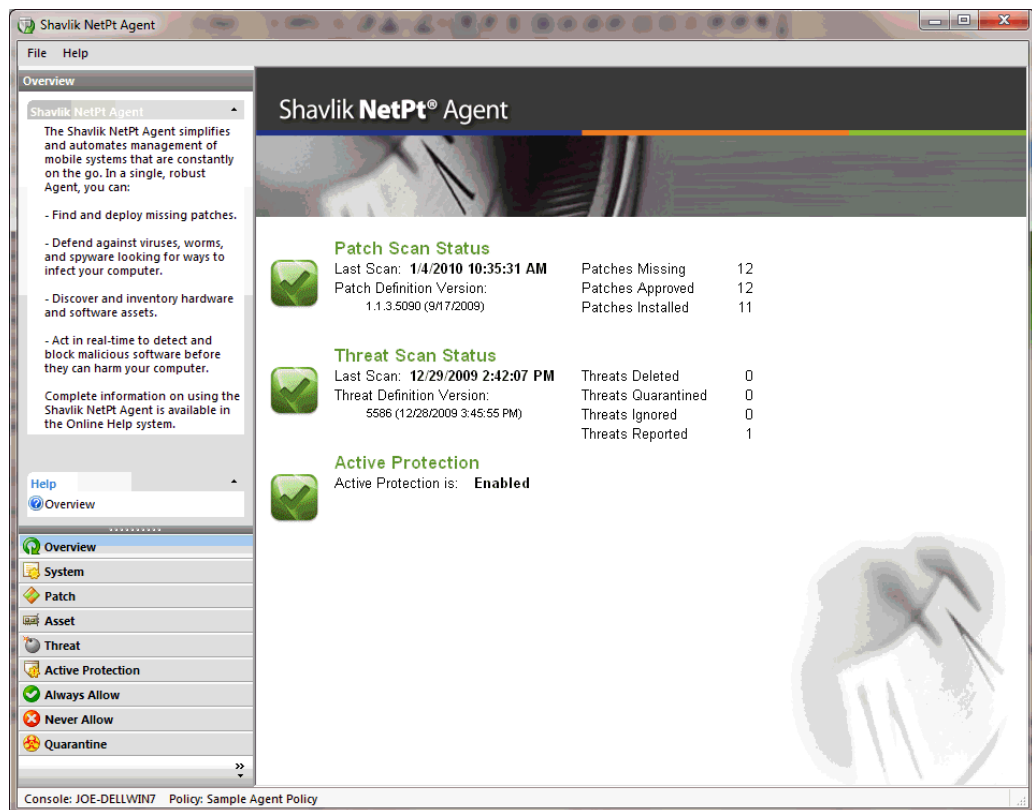 Shavlik NetPt Agent
File Help
Overview
Shavlik NetPt Agent
The Shavlik NetPt Agent simplifies
and automates management of
mobile systems that are constantly
on the go. In a single, robust
Agent, you can:
- Find and deploy missing patches.
- Defend against viruses, worms,
and spyware looking for ways to
infect your computer.
- Discover and inventory hardware
and software assets.
- Act in real-time to detect and
block malicious software before
they can harm your computer.
Complete information on using the
Shavlik NetPt Agent is available in
the Online Help system.
Help
Overview
Overview
System
Patch
Asset
Threat
Active Protection
Always Allow
Never Allow
Quarantine
Shavlik NetPt® Agent
Patch Scan Status
Last Scan: 1/4/2010 10:35:31 AM
Patch Definition Version:
1.1.3.5090 (9/17/2009)
Patches Missing 12
Patches Approved 12
Patches Installed 11
Threat Scan Status
Last Scan: 12/29/2009 2:42:07 PM
Threat Definition Version:
5586 (12/28/2009 3:45:55 PM)
Threats Deleted 0
Threats Quarantined 0
Threats Ignored 0
Threats Reported 1
Active Protection
Active Protection is: Enabled
Console: JOE-DELLWIN7 Policy: Sample Agent Policy